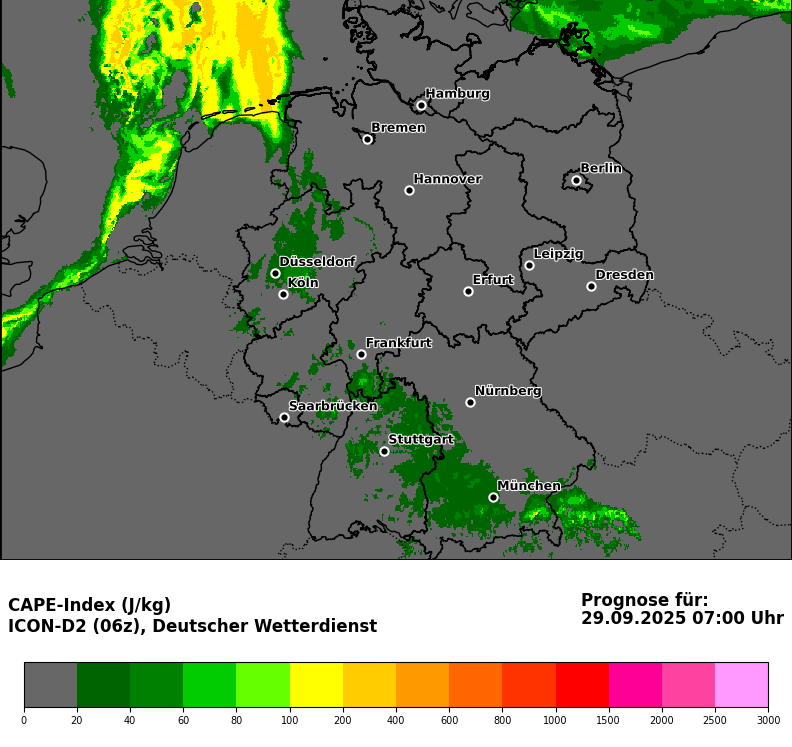 Hamburg
Bremen
Hannover
Berlin
Leipzig
Düsseldorf
Dresden
Köln
Erfurt
Frankfurt
Nürnberg
Saarbrücken
Stuttgart
München
CAPE-Index (J/kg)
ICON-D2 (06z), Deutscher Wetterdienst
Prognose für:
29.09.2025 07:00 Uhr
0 20 40 60 80 100 200 400 600 800 1000 1500 2000 2500 3000